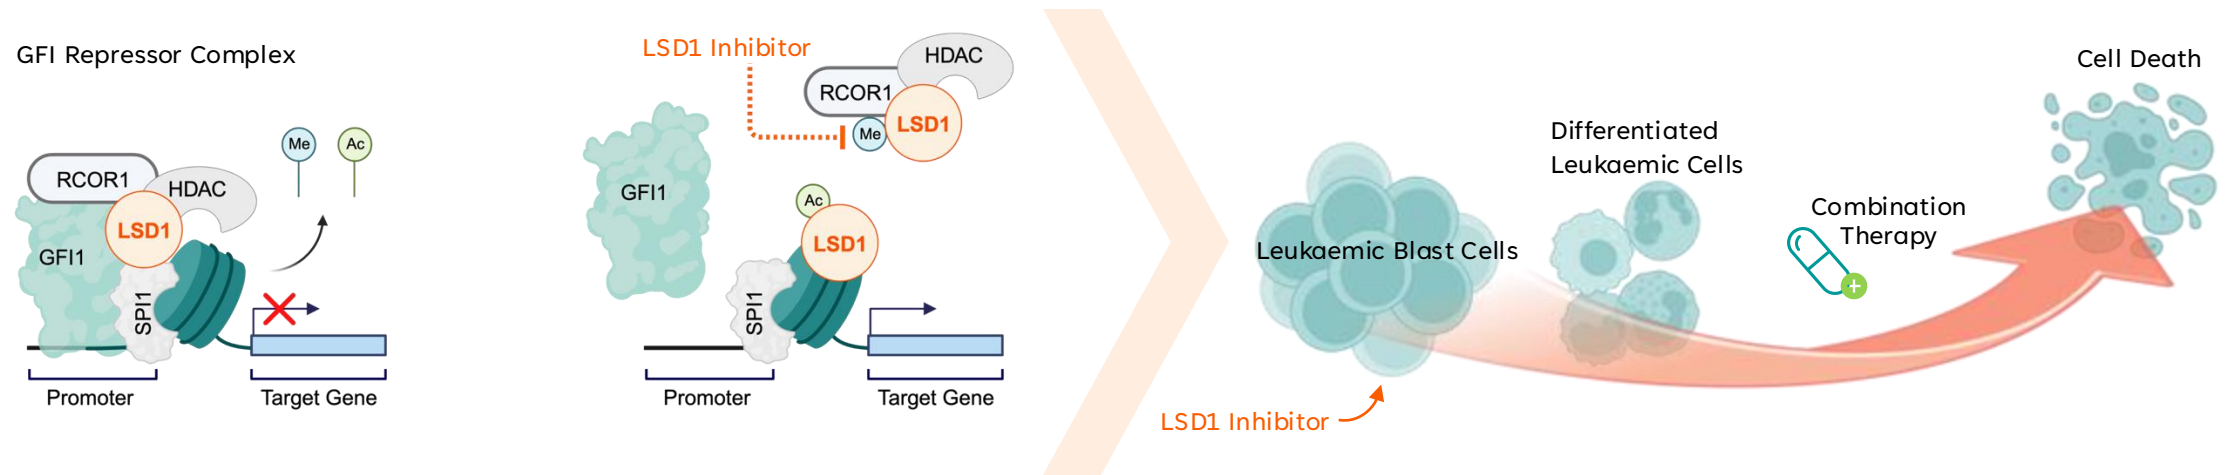 GFI Repressor Complex
RCOR1
HDAC
LSD1
GFI1
SPI1
Me
Ac
Promoter
Target Gene
LSD1 Inhibitor
HDAC
RCOR1
LSD1
Me
GFI1
Ac
LSD1
SPI1
Promoter
Target Gene
Leukaemic Blast Cells
LSD1 Inhibitor
Differentiated
Leukaemic Cells
Combination
Therapy
+
Cell Death